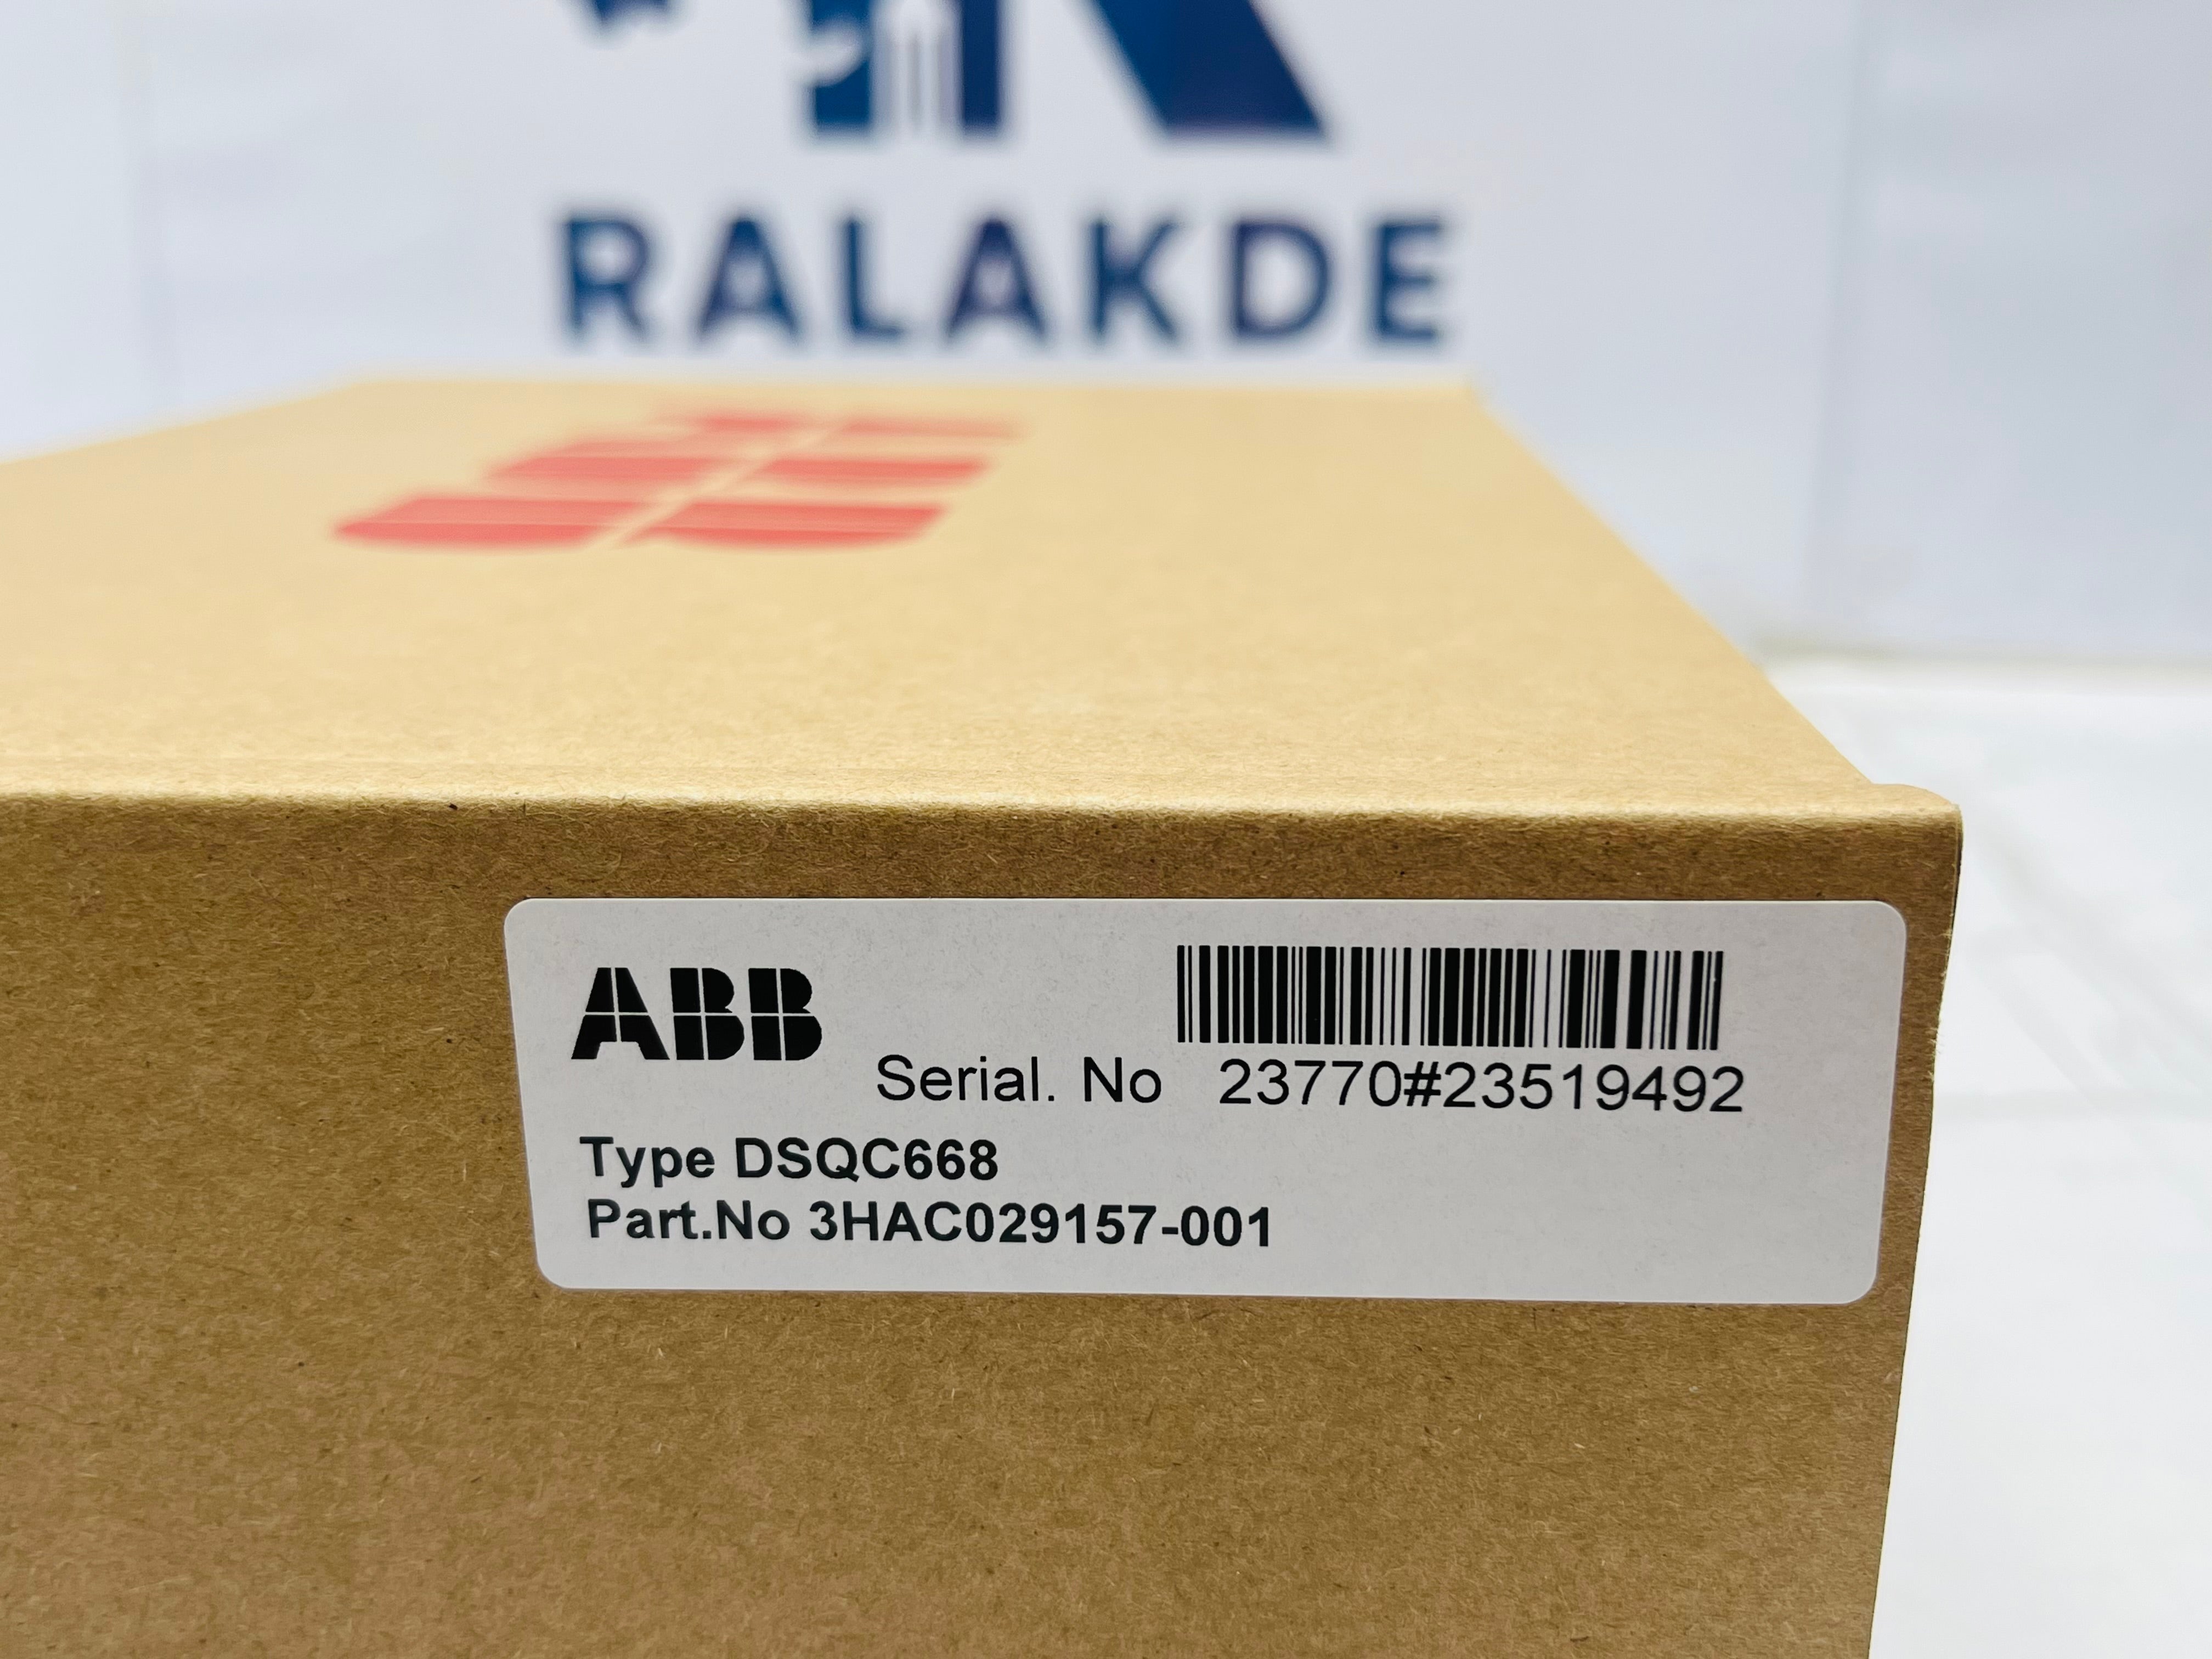 RALAKDE
ABB
Serial. No 23770#23519492
Type DSQC668
Part.No 3HAC029157-001